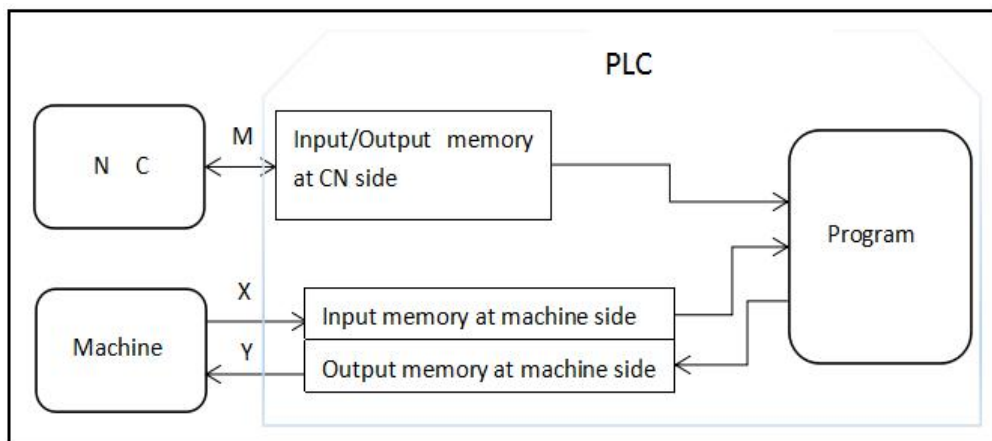 PLC
N C
M
Input/Output memory
at CN side
Program
X
Machine
Y
Input memory at machine side
Output memory at machine side